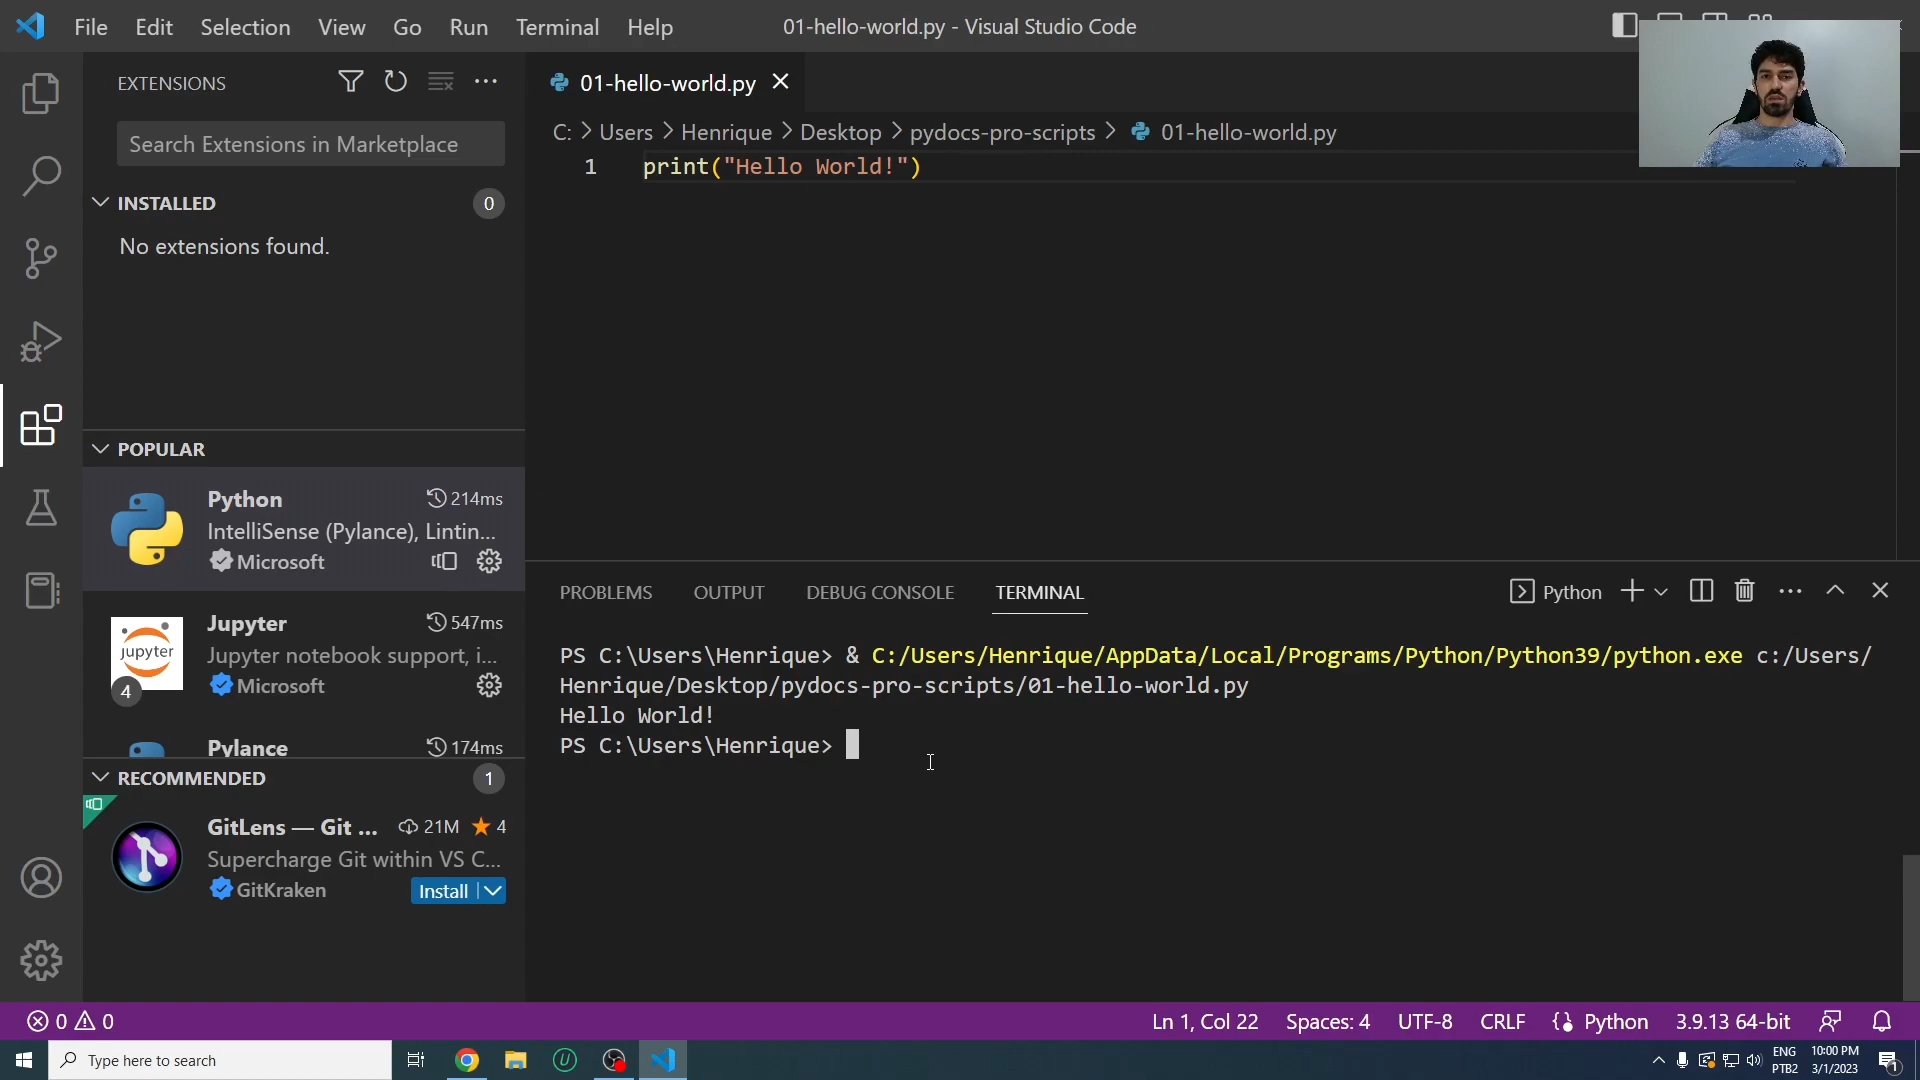 File Edit Selection View Go Run Terminal Help
01-hello-world.py - Visual Studio Code
EXTENSIONS
Search Extensions in Marketplace
INSTALLED 0
No extensions found.
POPULAR
Python 214ms
IntelliSense (Pylance), Lintin...
Microsoft
Jupyter 547ms
jupyter
Jupyter notebook support, i...
4
Microsoft
Pylance 174ms
RECOMMENDED 1
GitLens — Git ... 21M 4
Supercharge Git within VS C...
GitKraken
Install
01-hello-world.py
C: > Users > Henrique > Desktop > pydocs-pro-scripts > 01-hello-world.py
1 print("Hello World!")
PROBLEMS OUTPUT DEBUG CONSOLE TERMINAL
Python
PS C:\Users\Henrique> & C:/Users/Henrique/AppData/Local/Programs/Python/Python39/python.exe c:/Users/
Henrique/Desktop/pydocs-pro-scripts/01-hello-world.py
Hello World!
PS C:\Users\Henrique>
0 0
Ln 1, Col 22 Spaces: 4 UTF-8 CRLF Python 3.9.13 64-bit
Type here to search
ENG
PTB2
10:00 PM
3/1/2023
1